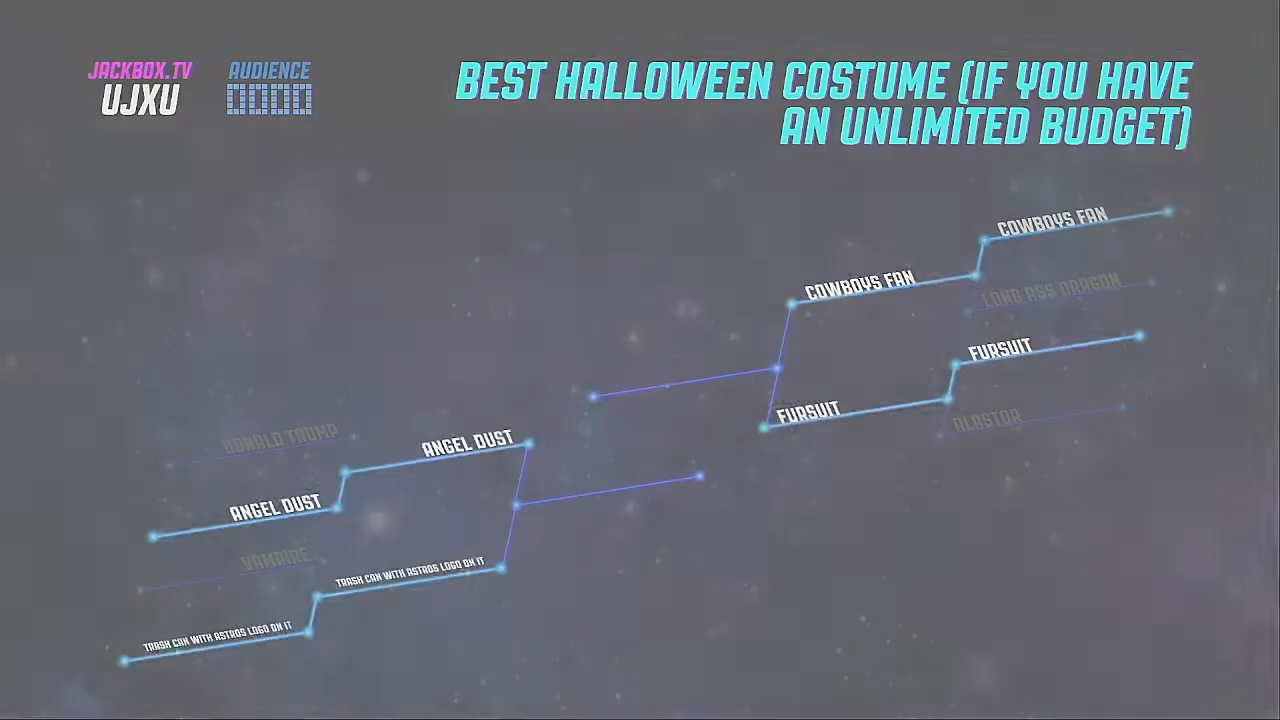 JACKBOX.TV
UJXU
AUDIENCE
0000
BEST HALLOWEEN COSTUME (IF YOU HAVE
AN UNLIMITED BUDGET)
DONALD TRUMP
ANGEL DUST
ANGEL DUST
VAMPIRE
TRASH CAN WITH ASTROS LOGO ON IT
TRASH CAN WITH ASTROS LOGO ON IT
COWBOYS FAN
COWBOYS FAN
LONG ASS DRAGON
FURSUIT
FURSUIT
ALASTOR